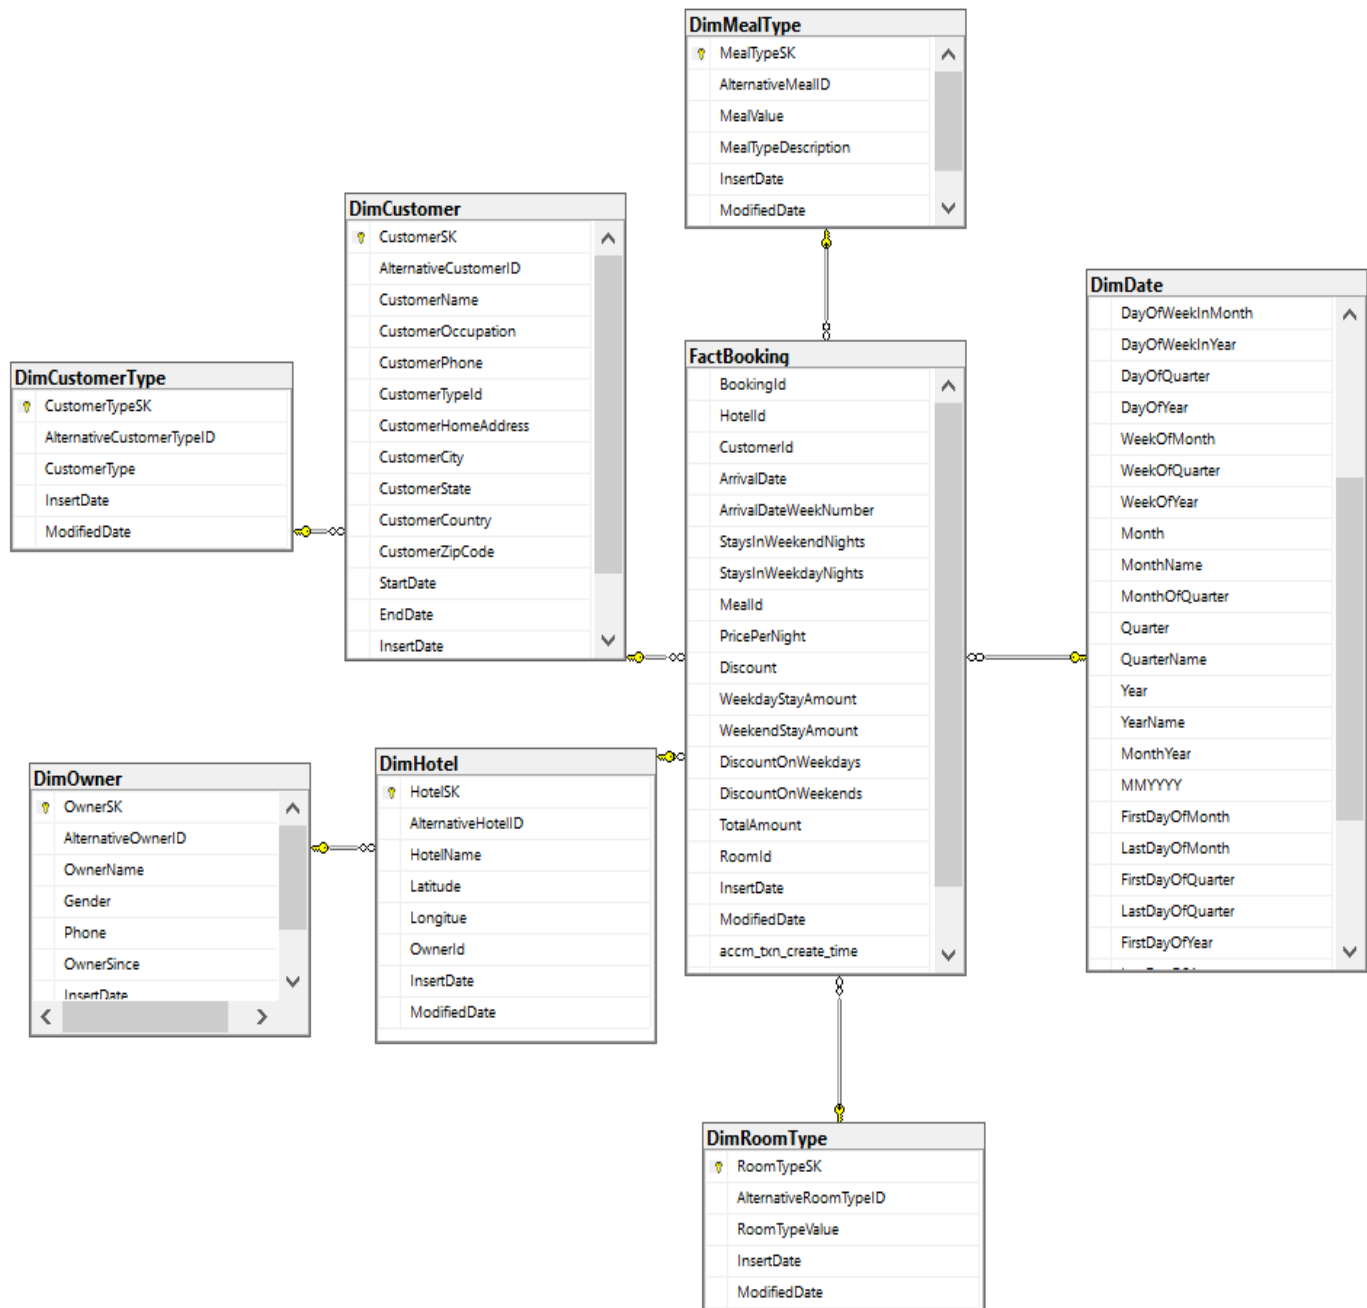 DimMealType
MealTypeSK
AlternativeMealID
MealValue
MealTypeDescription
InsertDate
ModifiedDate
DimCustomer
CustomerSK
AlternativeCustomerID
CustomerName
CustomerOccupation
CustomerPhone
CustomerTypeId
CustomerHomeAddress
CustomerCity
CustomerState
CustomerCountry
CustomerZipCode
StartDate
EndDate
InsertDate
DimDate
DayOfWeekInMonth
DayOfWeekInYear
DayOfQuarter
DayOfYear
WeekOfMonth
WeekOfQuarter
WeekOfYear
Month
MonthName
MonthOfQuarter
Quarter
QuarterName
Year
YearName
MonthYear
MMYYYY
FirstDayOfMonth
LastDayOfMonth
FirstDayOfQuarter
LastDayOfQuarter
FirstDayOfYear
FactBooking
BookingId
HotelId
CustomerId
ArrivalDate
ArrivalDateWeekNumber
StaysInWeekendNights
StaysInWeekdayNights
MealId
PricePerNight
Discount
WeekdayStayAmount
WeekendStayAmount
DiscountOnWeekdays
DiscountOnWeekends
TotalAmount
RoomId
InsertDate
ModifiedDate
accm_txn_create_time
DimCustomerType
CustomerTypeSK
AlternativeCustomerTypeID
CustomerType
InsertDate
ModifiedDate
DimOwner
OwnerSK
AlternativeOwnerID
OwnerName
Gender
Phone
OwnerSince
InsertDate
DimHotel
HotelSK
AlternativeHotelID
HotelName
Latitude
Longitue
OwnerId
InsertDate
ModifiedDate
DimRoomType
RoomTypeSK
AlternativeRoomTypeID
RoomTypeValue
InsertDate
ModifiedDate